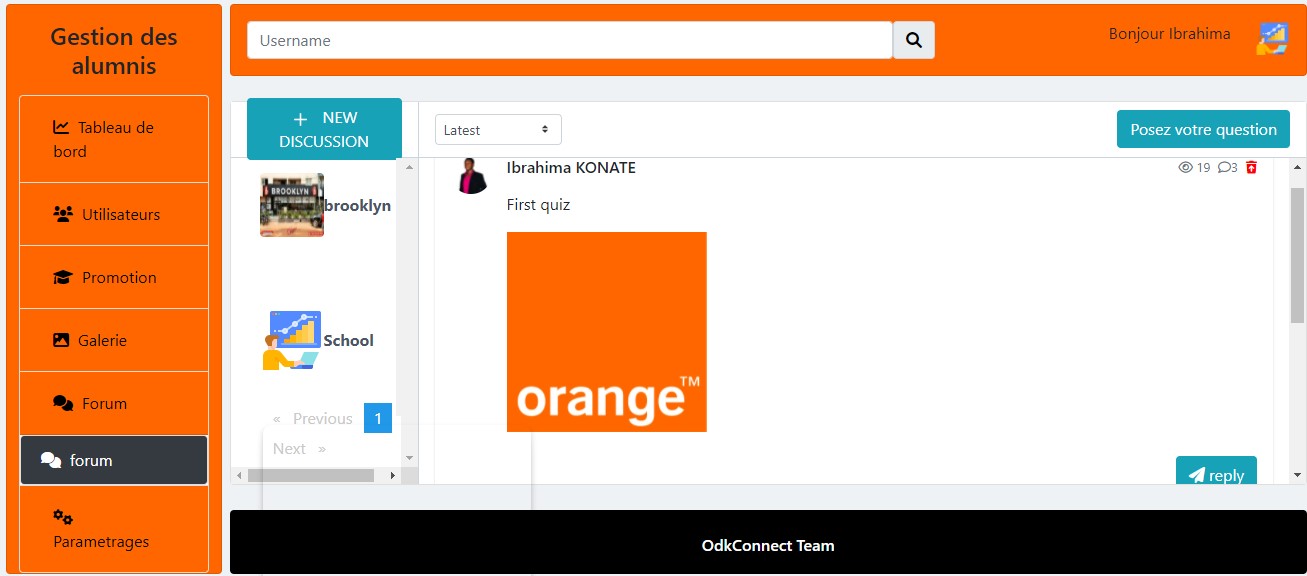 Gestion des
alumnis
Tableau de
bord
Utilisateurs
Promotion
Galerie
Forum
forum
Parametrages
Username
Bonjour Ibrahima
+ NEW
DISCUSSION
Latest
Posez votre question
BROOKLYN
brooklyn
School
« Previous 1
Next »
Ibrahima KONATE
19 3
First quiz
orange™
reply
OdkConnect Team